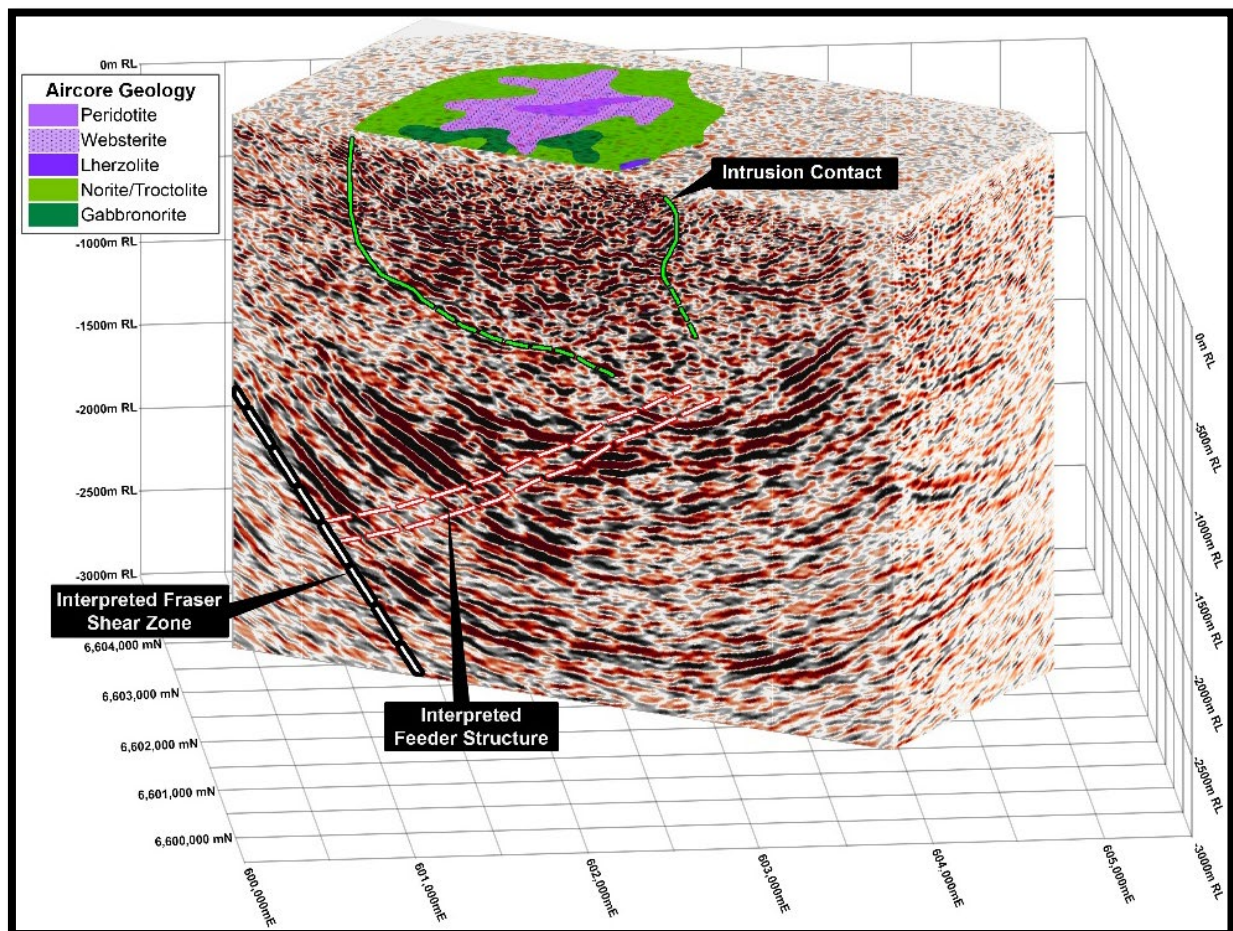 0m RL
Aircore Geology
Peridotite
Websterite
Lherzolite
Norite/Troctolite
Gabbronorite
Intrusion Contact
-1000m RL
-1500m RL
-2000m RL
-2500m RL
-3000m RL
Interpreted Fraser
Shear Zone
Interpreted
Feeder Structure
6,604,000 mN
6,603,000 mN
6,602,000 mN
6,601,000 mN
6,600,000 mN
600,000mE
601,000mE
602,000mE
603,000mE
604,000mE
605,000mE
0m RL
-500m RL
-1000m RL
-1500m RL
-2000m RL
-2500m RL
-3000m RL